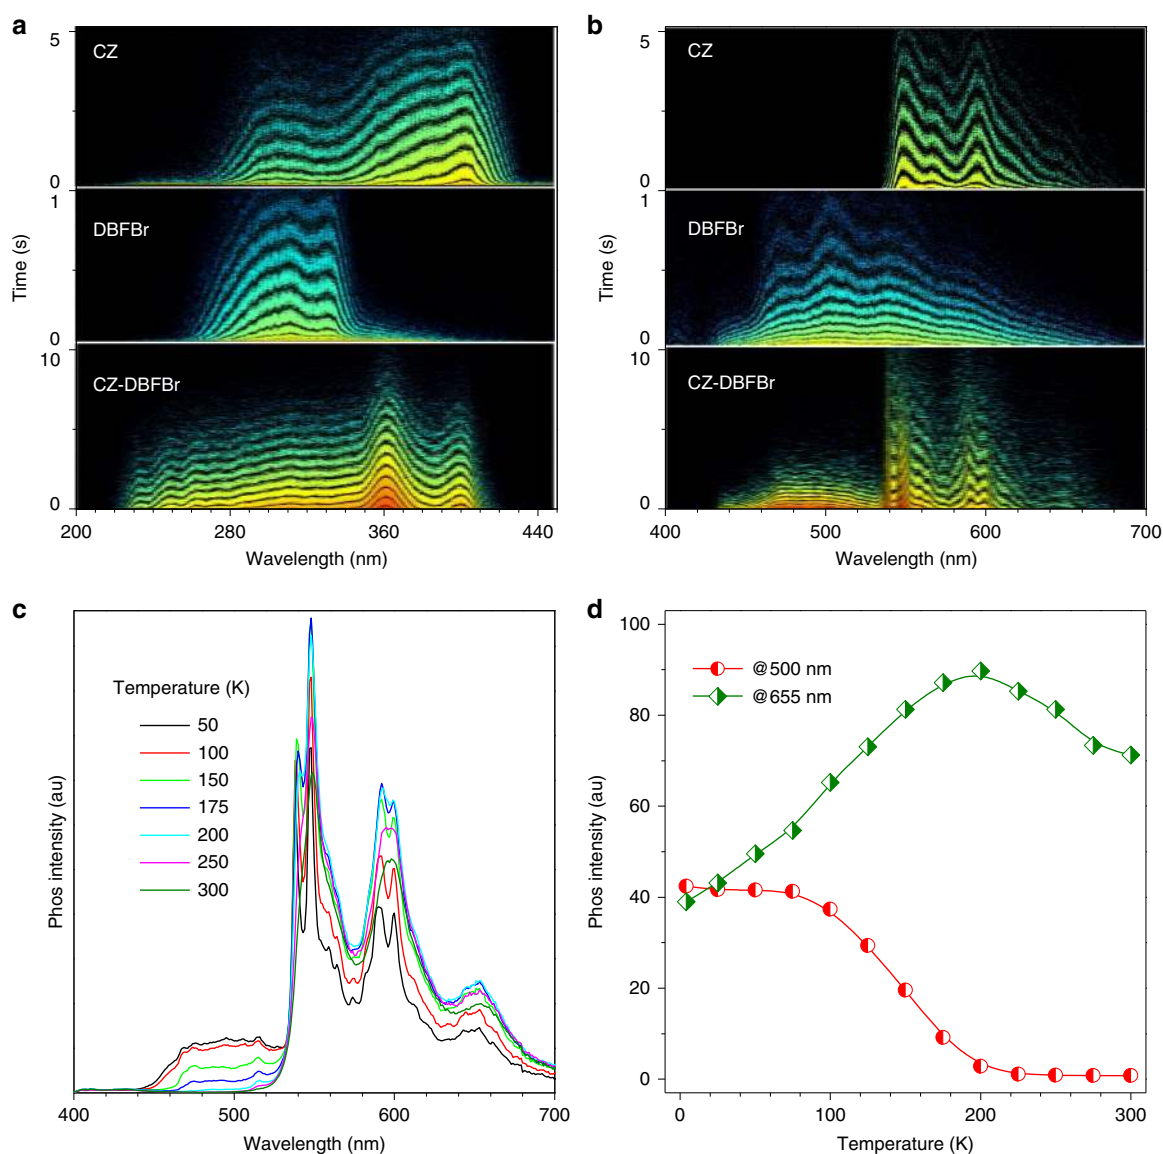 a
5
CZ
Time (s)
0
1
DBFBr
0
10
CZ-DBFBr
0
200 280 360 440
Wavelength (nm)
b
5
CZ
Time (s)
0
1
DBFBr
0
10
CZ-DBFBr
0
400 500 600 700
Wavelength (nm)
c
Temperature (K)
50
100
150
175
200
250
300
Phos intensity (au)
400 500 600 700
Wavelength (nm)
d
100
80
60
40
20
0
@500 nm
@655 nm
Phos intensity (au)
0 100 200 300
Temperature (K)